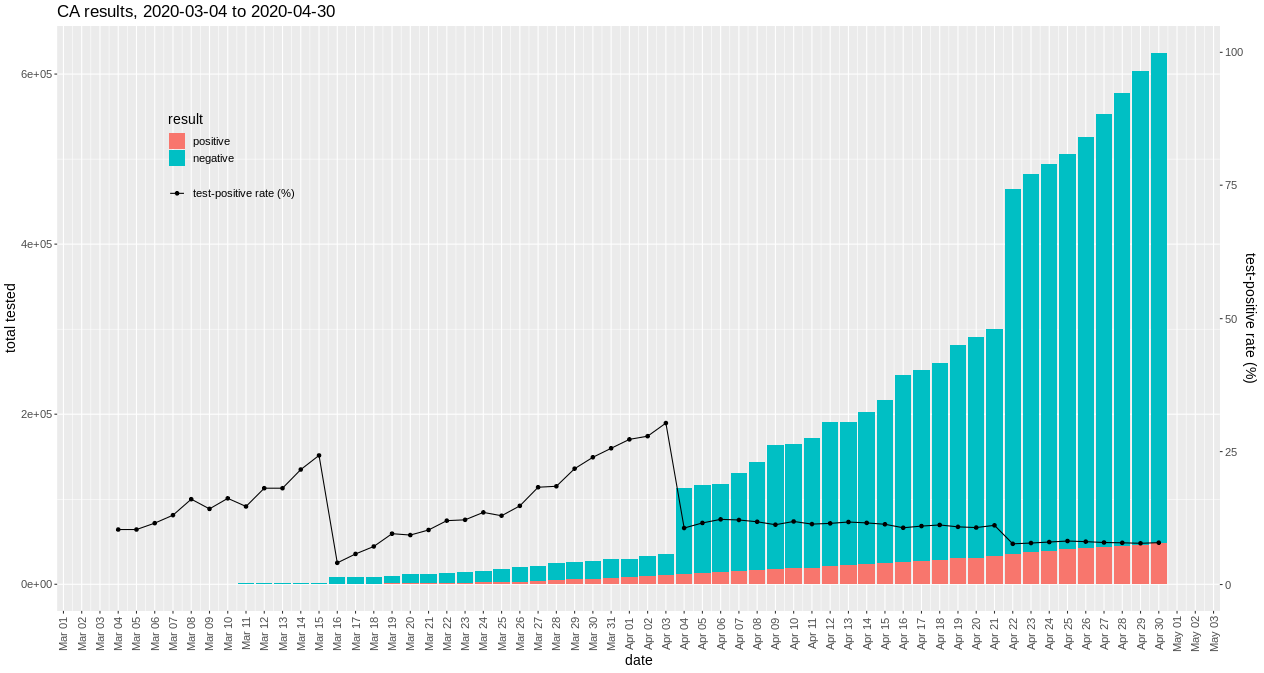 CA results, 2020-03-04 to 2020-04-30
result
positive
negative
test-positive rate (%)
total tested
6e+05
4e+05
2e+05
0e+00
100
75
50
25
0
test-positive rate (%)
Mar 01
Mar 02
Mar 03
Mar 04
Mar 05
Mar 06
Mar 07
Mar 08
Mar 09
Mar 10
Mar 11
Mar 12
Mar 13
Mar 14
Mar 15
Mar 16
Mar 17
Mar 18
Mar 19
Mar 20
Mar 21
Mar 22
Mar 23
Mar 24
Mar 25
Mar 26
Mar 27
Mar 28
Mar 29
Mar 30
Mar 31
Apr 01
Apr 02
Apr 03
Apr 04
Apr 05
Apr 06
Apr 07
Apr 08
Apr 09
Apr 10
Apr 11
Apr 12
Apr 13
Apr 14
Apr 15
Apr 16
Apr 17
Apr 18
Apr 19
Apr 20
Apr 21
Apr 22
Apr 23
Apr 24
Apr 25
Apr 26
Apr 27
Apr 28
Apr 29
Apr 30
May 01
May 02
May 03
date